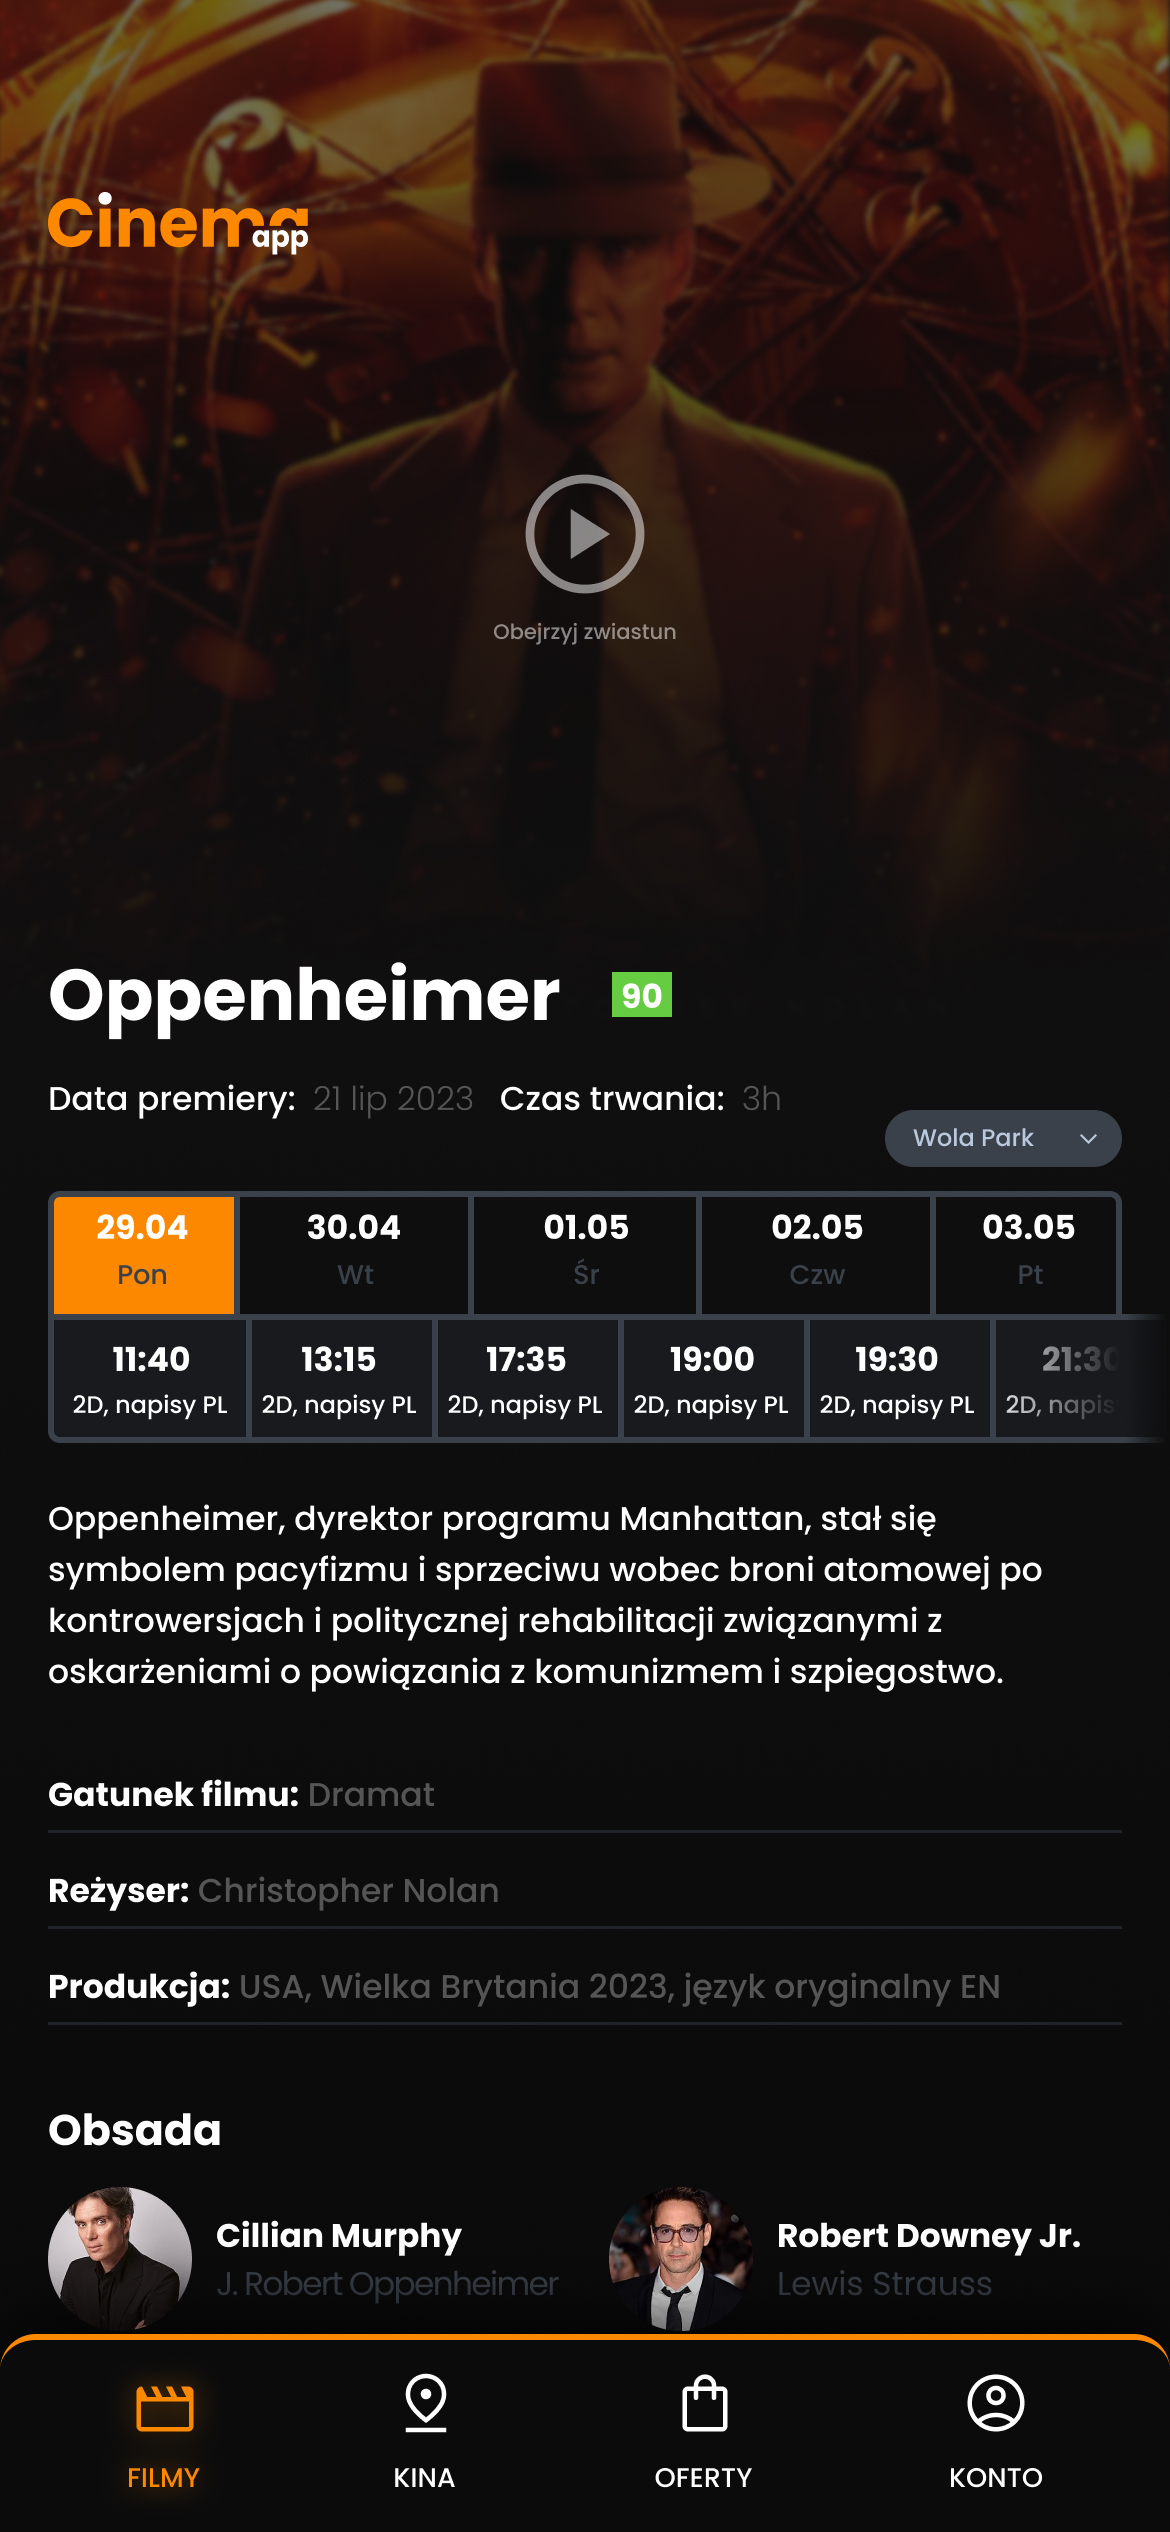 Cinema
app
Obejrzyj zwiastun
Oppenheimer 90
Data premiery: 21 lip 2023 Czas trwania: 3h
Wola Park
29.04 30.04 01.05 02.05 03.05
Pon Wt Śr Czw Pt
11:40 13:15 17:35 19:00 19:30 21:30
2D, napisy PL 2D, napisy PL 2D, napisy PL 2D, napisy PL 2D, napisy PL 2D, napis
Oppenheimer, dyrektor programu Manhattan, stał się
symbolem pacyfizmu i sprzeciwu wobec broni atomowej po
kontrowersjach i politycznej rehabilitacji związanymi z
oskarżeniami o powiązania z komunizmem i szpiegostwo.
Gatunek filmu: Dramat
Reżyser: Christopher Nolan
Produkcja: USA, Wielka Brytania 2023, język oryginalny EN
Obsada
Cillian Murphy
J. Robert Oppenheimer
Robert Downey Jr.
Lewis Strauss
FILMY KINA OFERTY KONTO